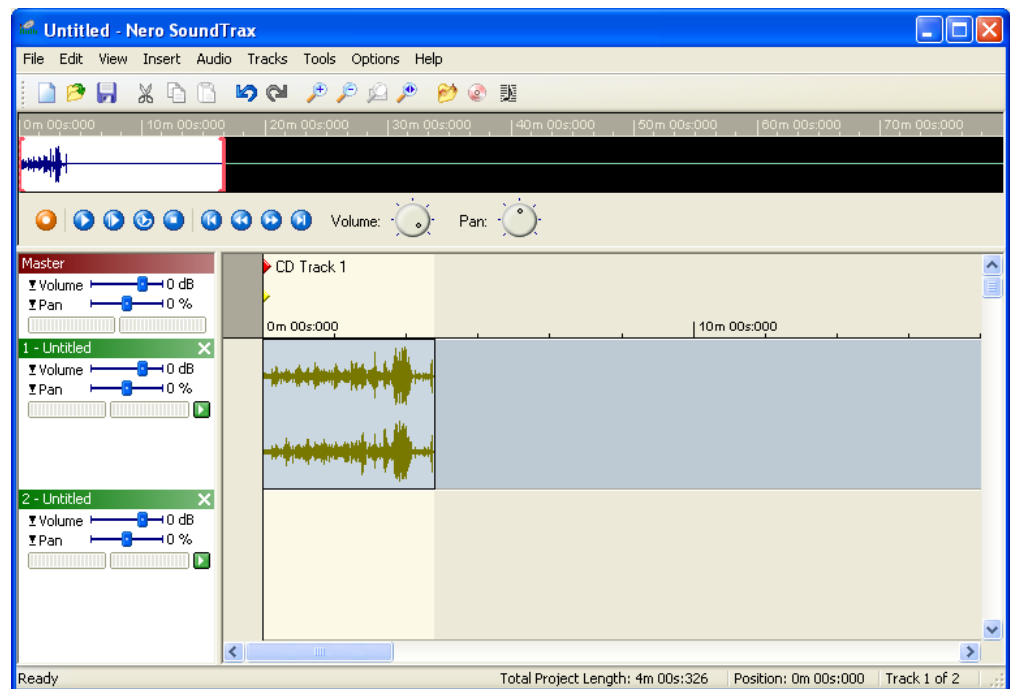 Untitled - Nero SoundTrax
File Edit View Insert Audio Tracks Tools Options Help
0m 00s:000 10m 00s:000 20m 00s:000 30m 00s:000 40m 00s:000 50m 00s:000 60m 00s:000 70m 00s:000
Volume: Pan:
Master
Volume 0 dB
Pan 0 %
CD Track 1
0m 00s:000 10m 00s:000
1 - Untitled
Volume 0 dB
Pan 0 %
2 - Untitled
Volume 0 dB
Pan 0 %
Ready Total Project Length: 4m 00s:326 Position: 0m 00s:000 Track 1 of 2